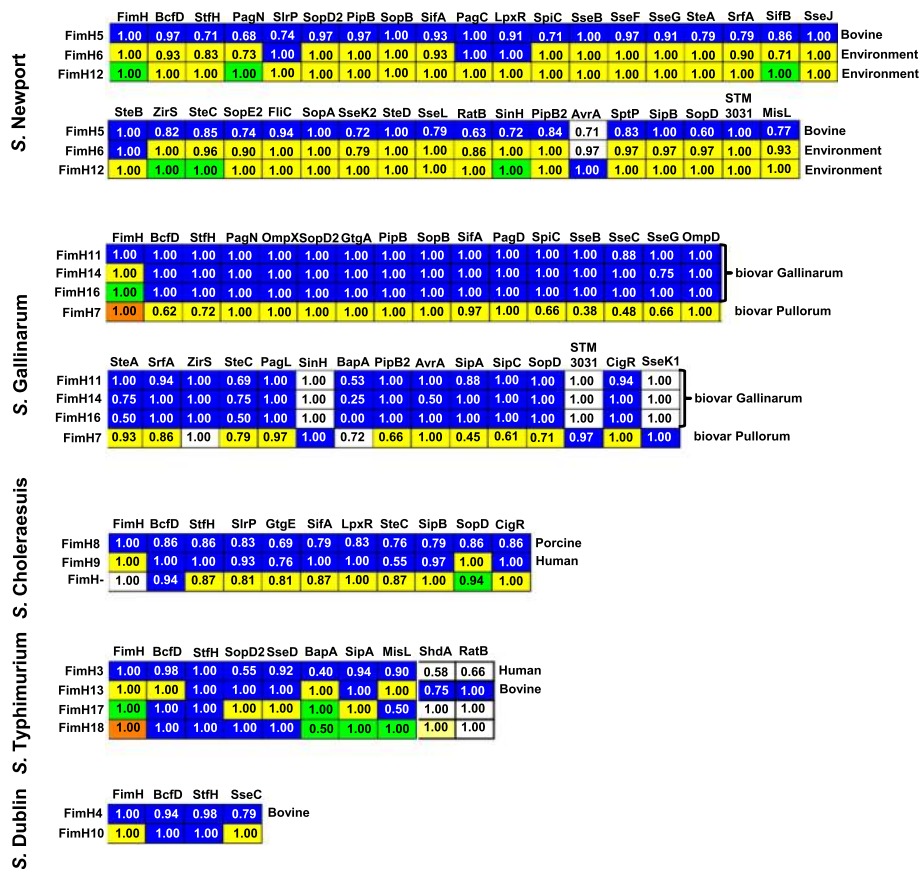 S. Newport
FimH BcfD StfH PagN SlrP SopD2 PipB SopB SifA PagC LpxR SpiC SseB SseF SseG SteA SrfA SifB SseJ
FimH5 1.00 0.97 0.71 0.68 0.74 0.97 0.97 1.00 0.93 1.00 0.91 0.71 1.00 0.97 0.91 0.79 0.79 0.86 1.00 Bovine
FimH6 1.00 0.93 0.83 0.73 1.00 1.00 1.00 1.00 0.93 1.00 1.00 1.00 1.00 1.00 1.00 1.00 0.90 0.71 1.00 Environment
FimH12 1.00 1.00 1.00 1.00 1.00 1.00 1.00 1.00 1.00 1.00 1.00 1.00 1.00 1.00 1.00 1.00 1.00 1.00 1.00 Environment
SteB ZirS SteC SopE2 FliC SopA SseK2 SteD SseL RatB SinH PipB2 AvrA SptP SipB SopD STM 3031 MisL
FimH5 1.00 0.82 0.85 0.74 0.94 1.00 0.72 1.00 0.79 0.63 0.72 0.84 0.71 0.83 1.00 0.60 1.00 0.77 Bovine
FimH6 1.00 1.00 0.96 0.90 1.00 1.00 0.79 1.00 1.00 0.86 1.00 1.00 0.97 0.97 0.97 0.97 1.00 0.93 Environment
FimH12 1.00 1.00 1.00 1.00 1.00 1.00 1.00 1.00 1.00 1.00 1.00 1.00 1.00 1.00 1.00 1.00 1.00 1.00 Environment
S. Gallinarum
FimH BcfD StfH PagN OmpX SopD2 GtgA PipB SopB SifA PagD SpiC SseB SseC SseG OmpD
FimH11 1.00 1.00 1.00 1.00 1.00 1.00 1.00 1.00 1.00 1.00 1.00 1.00 1.00 0.88 1.00 1.00
FimH14 1.00 1.00 1.00 1.00 1.00 1.00 1.00 1.00 1.00 1.00 1.00 1.00 1.00 1.00 0.75 1.00 biovar Gallinarum
FimH16 1.00 1.00 1.00 1.00 1.00 1.00 1.00 1.00 1.00 1.00 1.00 1.00 1.00 1.00 1.00 1.00
FimH7 1.00 0.62 0.72 1.00 1.00 1.00 1.00 1.00 1.00 0.97 1.00 0.66 0.38 0.48 0.66 1.00 biovar Pullorum
SteA SrfA ZirS SteC PagL SinH BapA PipB2 AvrA SipA SipC SopD STM 3031 CigR SseK1
FimH11 1.00 0.94 1.00 0.69 1.00 1.00 0.53 1.00 1.00 0.88 1.00 1.00 1.00 0.94 1.00
FimH14 0.75 1.00 1.00 0.75 1.00 1.00 0.25 1.00 0.50 1.00 1.00 1.00 1.00 1.00 1.00 biovar Gallinarum
FimH16 0.50 1.00 1.00 0.50 1.00 1.00 0.00 1.00 1.00 1.00 1.00 1.00 1.00 1.00 1.00
FimH7 0.93 0.86 1.00 0.79 0.97 1.00 0.72 0.66 1.00 0.45 0.61 0.71 0.97 1.00 1.00 biovar Pullorum
S. Choleraesuis
FimH BcfD StfH SlrP GtgE SifA LpxR SteC SipB SopD CigR
FimH8 1.00 0.86 0.86 0.83 0.69 0.79 0.83 0.76 0.79 0.86 0.86 Porcine
FimH9 1.00 1.00 1.00 0.93 0.76 1.00 1.00 0.55 0.97 1.00 1.00 Human
FimH- 1.00 0.94 0.87 0.81 0.81 0.87 1.00 0.87 1.00 0.94 1.00
S. Typhimurium
FimH BcfD StfH SopD2 SseD BapA SipA MisL ShdA RatB
FimH3 1.00 0.98 1.00 0.55 0.92 0.40 0.94 0.90 0.58 0.66 Human
FimH13 1.00 1.00 1.00 1.00 1.00 1.00 1.00 1.00 0.75 1.00 Bovine
FimH17 1.00 1.00 1.00 1.00 1.00 1.00 1.00 0.50 1.00 1.00
FimH18 1.00 1.00 1.00 1.00 1.00 0.50 1.00 1.00 1.00 1.00
S. Dublin
FimH BcfD StfH SseC
FimH4 1.00 0.94 0.98 0.79 Bovine
FimH10 1.00 1.00 1.00 1.00